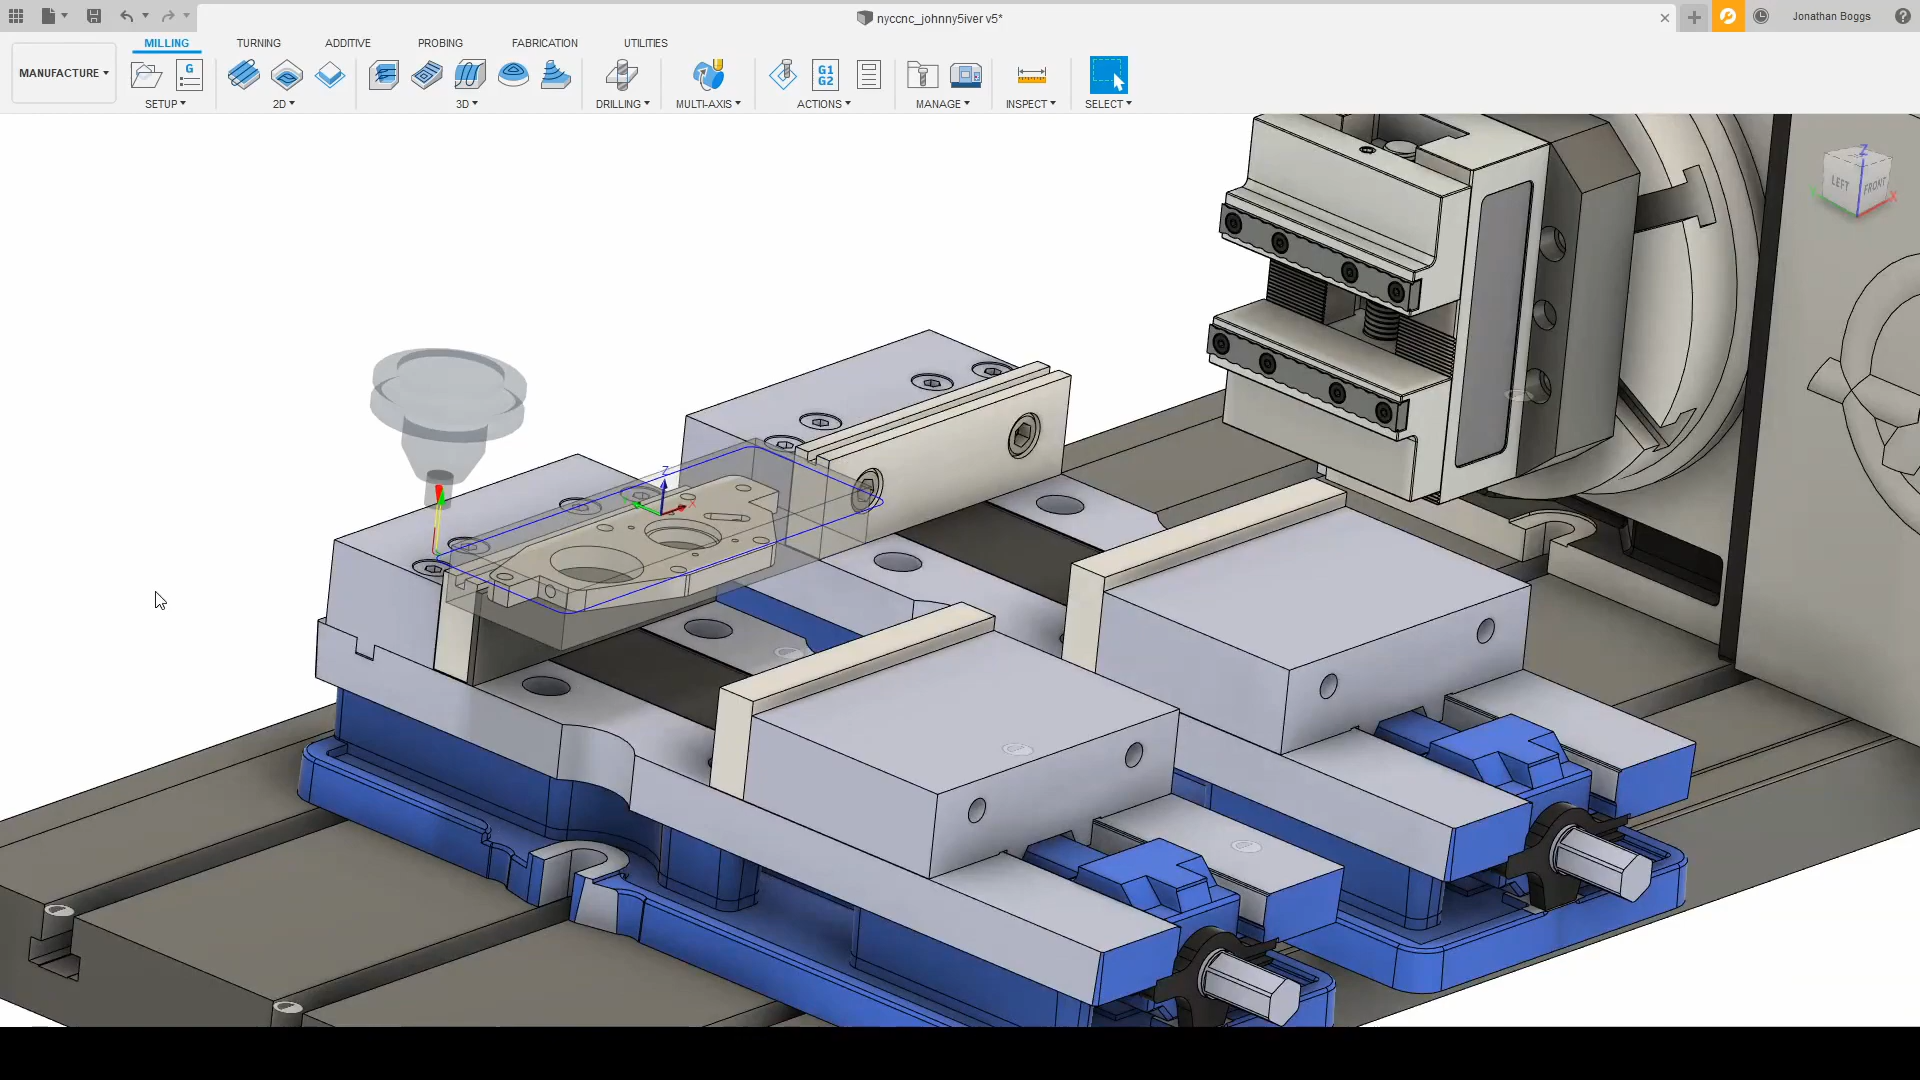 nyccnc_johnny5iver v5*
Jonathan Boggs
MILLING
TURNING
ADDITIVE
PROBING
FABRICATION
UTILITIES
MANUFACTURE
G
G1
G2
SETUP
2D
3D
DRILLING
MULTI-AXIS
ACTIONS
MANAGE
INSPECT
SELECT
Z
LEFT
FRONT
X
Z
X